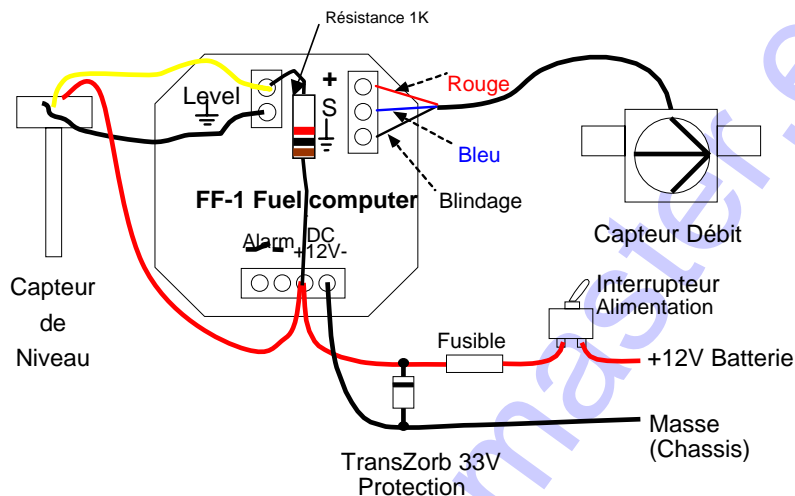 Résistance 1K
Level
+
S
Rouge
Bleu
Blindage
FF-1 Fuel computer
Alarm
DC
+12V-
Capteur
de
Niveau
Capteur Débit
Interrupteur
Alimentation
Fusible
+12V Batterie
Masse
(Chassis)
TransZorb 33V
Protection
master.e